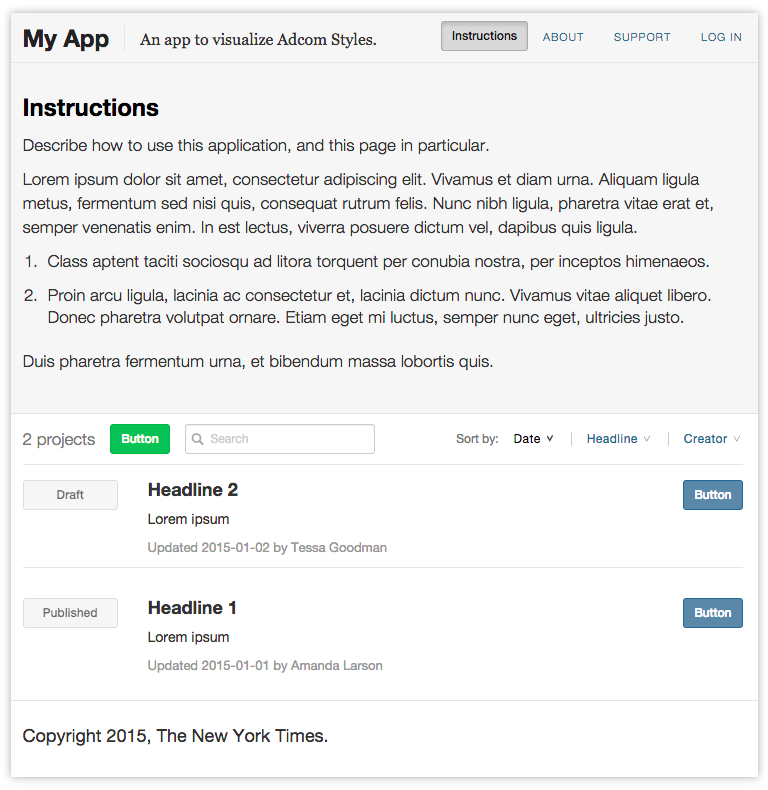 My App
An app to visualize Adcom Styles.
Instructions
ABOUT
SUPPORT
LOG IN
Instructions
Describe how to use this application, and this page in particular.
Lorem ipsum dolor sit amet, consectetur adipiscing elit. Vivamus et diam urna. Aliquam ligula
metus, fermentum sed nisi quis, consequat rutrum felis. Nunc nibh ligula, pharetra vitae erat et,
semper venenatis enim. In est lectus, viverra posuere dictum vel, dapibus quis ligula.
1. Class aptent taciti sociosqu ad litora torquent per conubia nostra, per inceptos himenaeos.
2. Proin arcu ligula, lacinia ac consectetur et, lacinia dictum nunc. Vivamus vitae aliquet libero.
Donec pharetra volutpat ornare. Etiam eget mi luctus, semper nunc eget, ultricies justo.
Duis pharetra fermentum urna, et bibendum massa lobortis quis.
2 projects
Button
Search
Sort by:
Date
Headline
Creator
Draft
Headline 2
Button
Lorem ipsum
Updated 2015-01-02 by Tessa Goodman
Published
Headline 1
Button
Lorem ipsum
Updated 2015-01-01 by Amanda Larson
Copyright 2015, The New York Times.